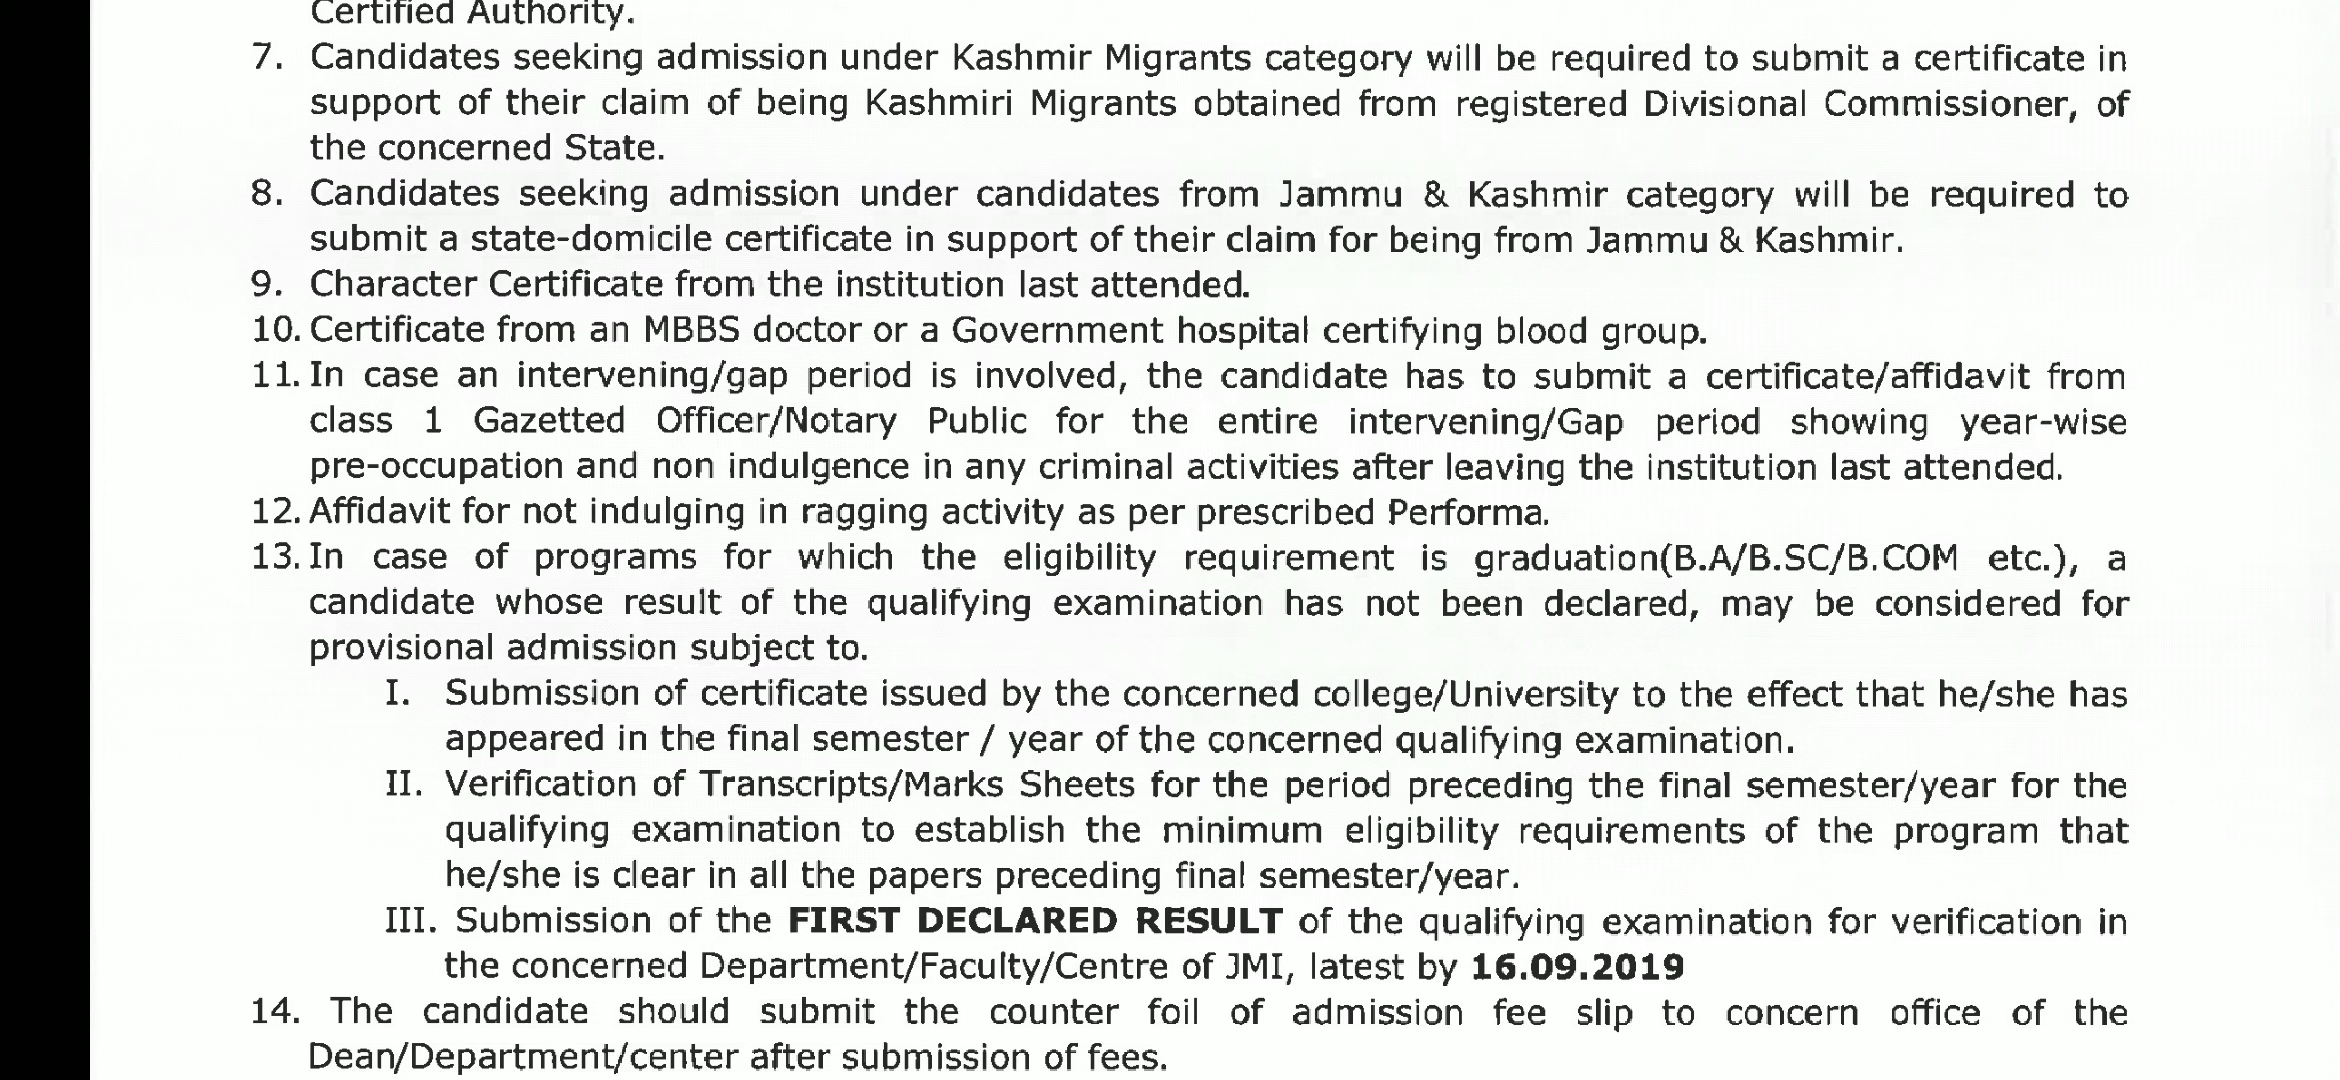 Certified Authority.
7. Candidates seeking admission under Kashmir Migrants category will be required to submit a certificate in
support of their claim of being Kashmiri Migrants obtained from registered Divisional Commissioner, of
the concerned State.
8. Candidates seeking admission under candidates from Jammu & Kashmir category will be required to
submit a state-domicile certificate in support of their claim for being from Jammu & Kashmir.
9. Character Certificate from the institution last attended.
10. Certificate from an MBBS doctor or a Government hospital certifying blood group.
11. In case an intervening/gap period is involved, the candidate has to submit a certificate/affidavit from
class 1 Gazetted Officer/Notary Public for the entire intervening/Gap period showing year-wise
pre-occupation and non indulgence in any criminal activities after leaving the institution last attended.
12. Affidavit for not indulging in ragging activity as per prescribed Performa.
13. In case of programs for which the eligibility requirement is graduation(B.A/B.SC/B.COM etc.), a
candidate whose result of the qualifying examination has not been declared, may be considered for
provisional admission subject to.
I. Submission of certificate issued by the concerned college/University to the effect that he/she has
appeared in the final semester / year of the concerned qualifying examination.
II. Verification of Transcripts/Marks Sheets for the period preceding the final semester/year for the
qualifying examination to establish the minimum eligibility requirements of the program that
he/she is clear in all the papers preceding final semester/year.
III. Submission of the FIRST DECLARED RESULT of the qualifying examination for verification in
the concerned Department/Faculty/Centre of JMI, latest by 16.09.2019
14. The candidate should submit the counter foil of admission fee slip to concern office of the
Dean/Department/center after submission of fees.